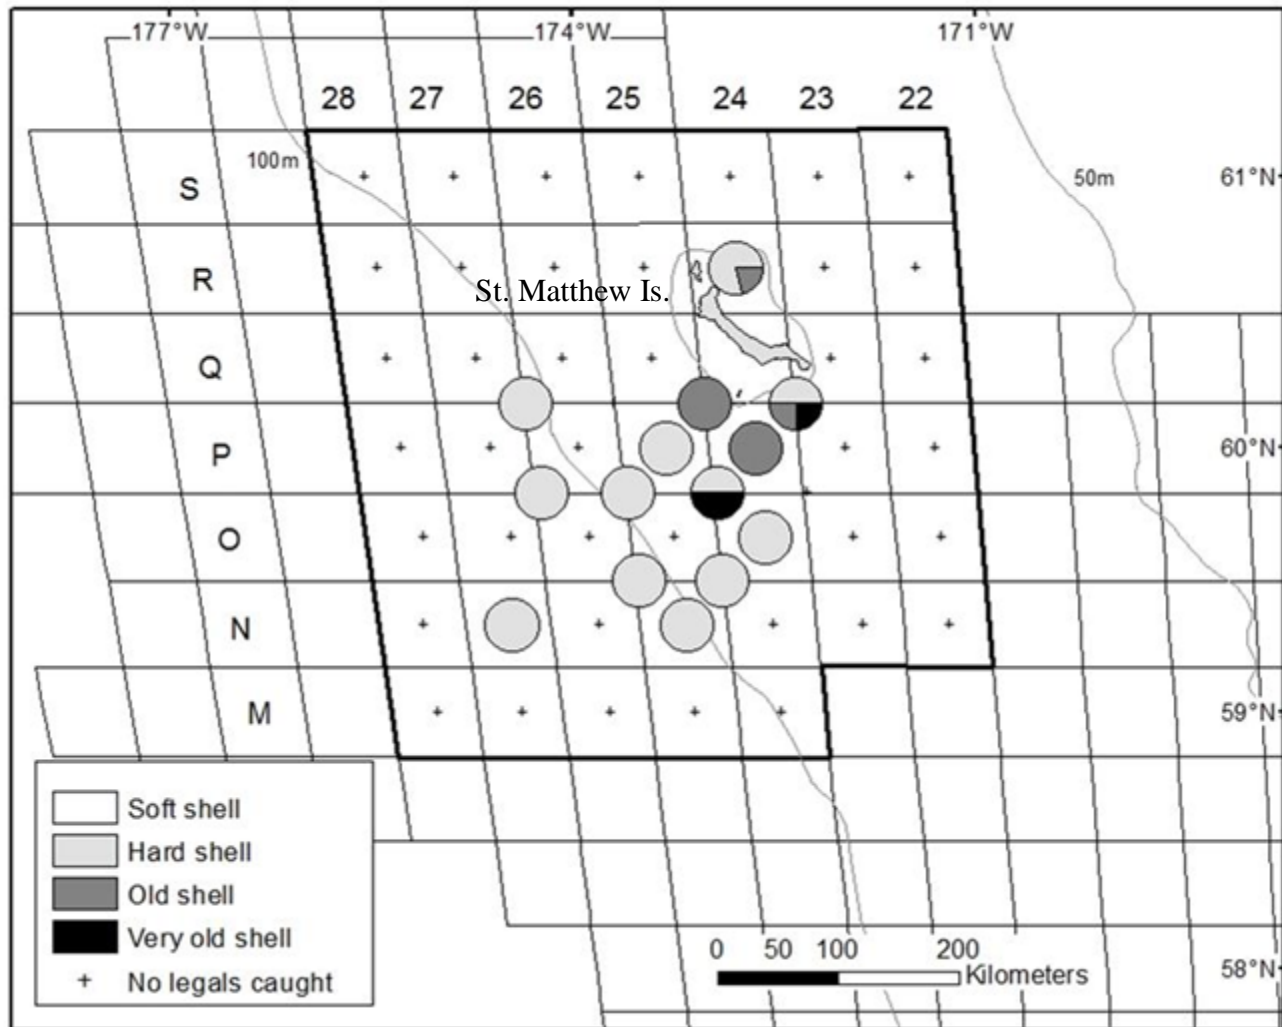 177°W 174°W 171°W
28 27 26 25 24 23 22
100m
50m
S 61°N
R
St. Matthew Is.
Q
P 60°N
O
N
M 59°N
Soft shell
Hard shell
Old shell
Very old shell
+ No legals caught
0 50 100 200
Kilometers
58°N